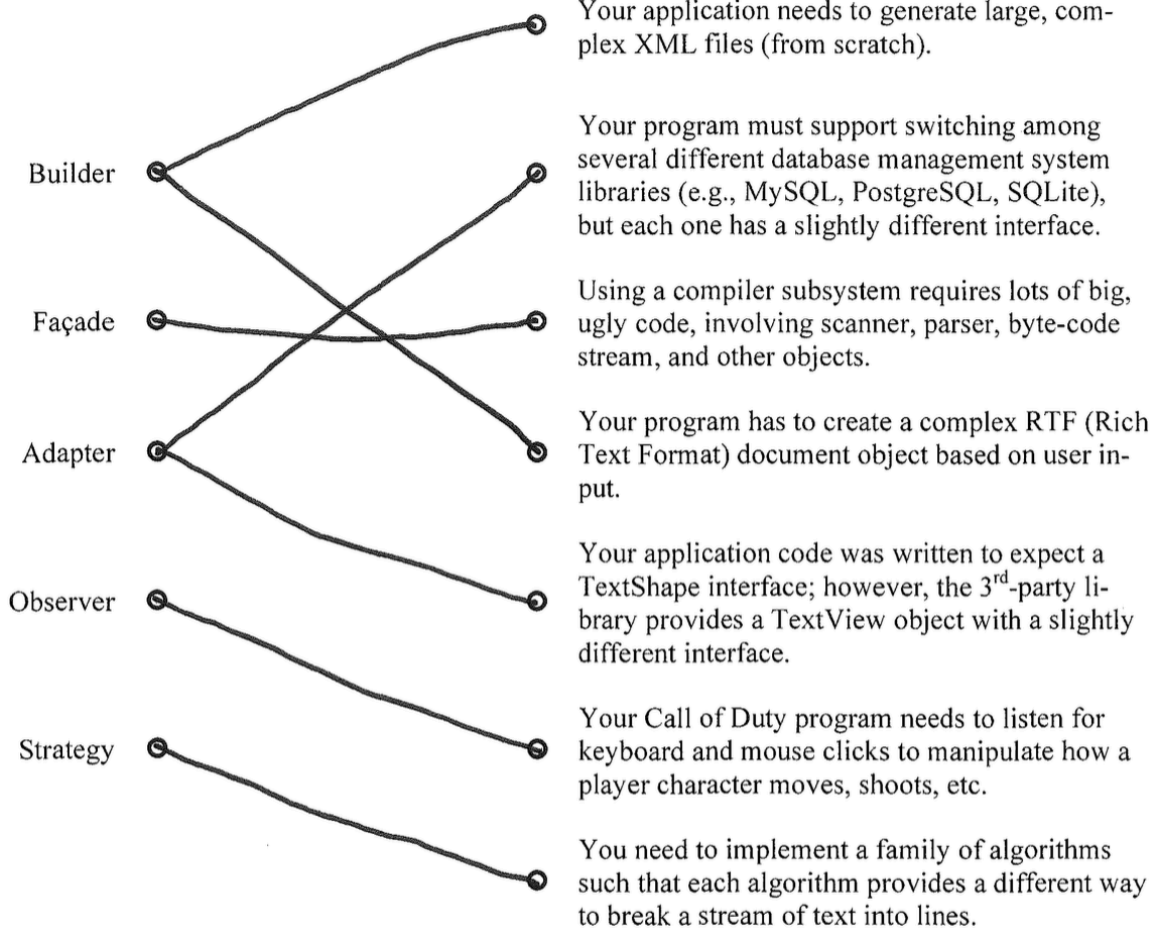 Your application needs to generate large, com-
plex XML files (from scratch).
Builder
Your program must support switching among
several different database management system
libraries (e.g., MySQL, PostgreSQL, SQLite),
but each one has a slightly different interface.
Façade
Using a compiler subsystem requires lots of big,
ugly code, involving scanner, parser, byte-code
stream, and other objects.
Adapter
Your program has to create a complex RTF (Rich
Text Format) document object based on user in-
put.
Observer
Your application code was written to expect a
TextShape interface; however, the 3rd-party li-
brary provides a TextView object with a slightly
different interface.
Strategy
Your Call of Duty program needs to listen for
keyboard and mouse clicks to manipulate how a
player character moves, shoots, etc.
You need to implement a family of algorithms
such that each algorithm provides a different way
to break a stream of text into lines.